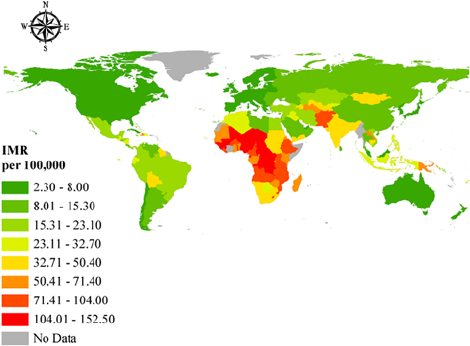 N
W
E
S
IMR
per 100,000
2.30 - 8.00
8.01 - 15.30
15.31 - 23.10
23.11 - 32.70
32.71 - 50.40
50.41 - 71.40
71.41 - 104.00
104.01 - 152.50
No Data